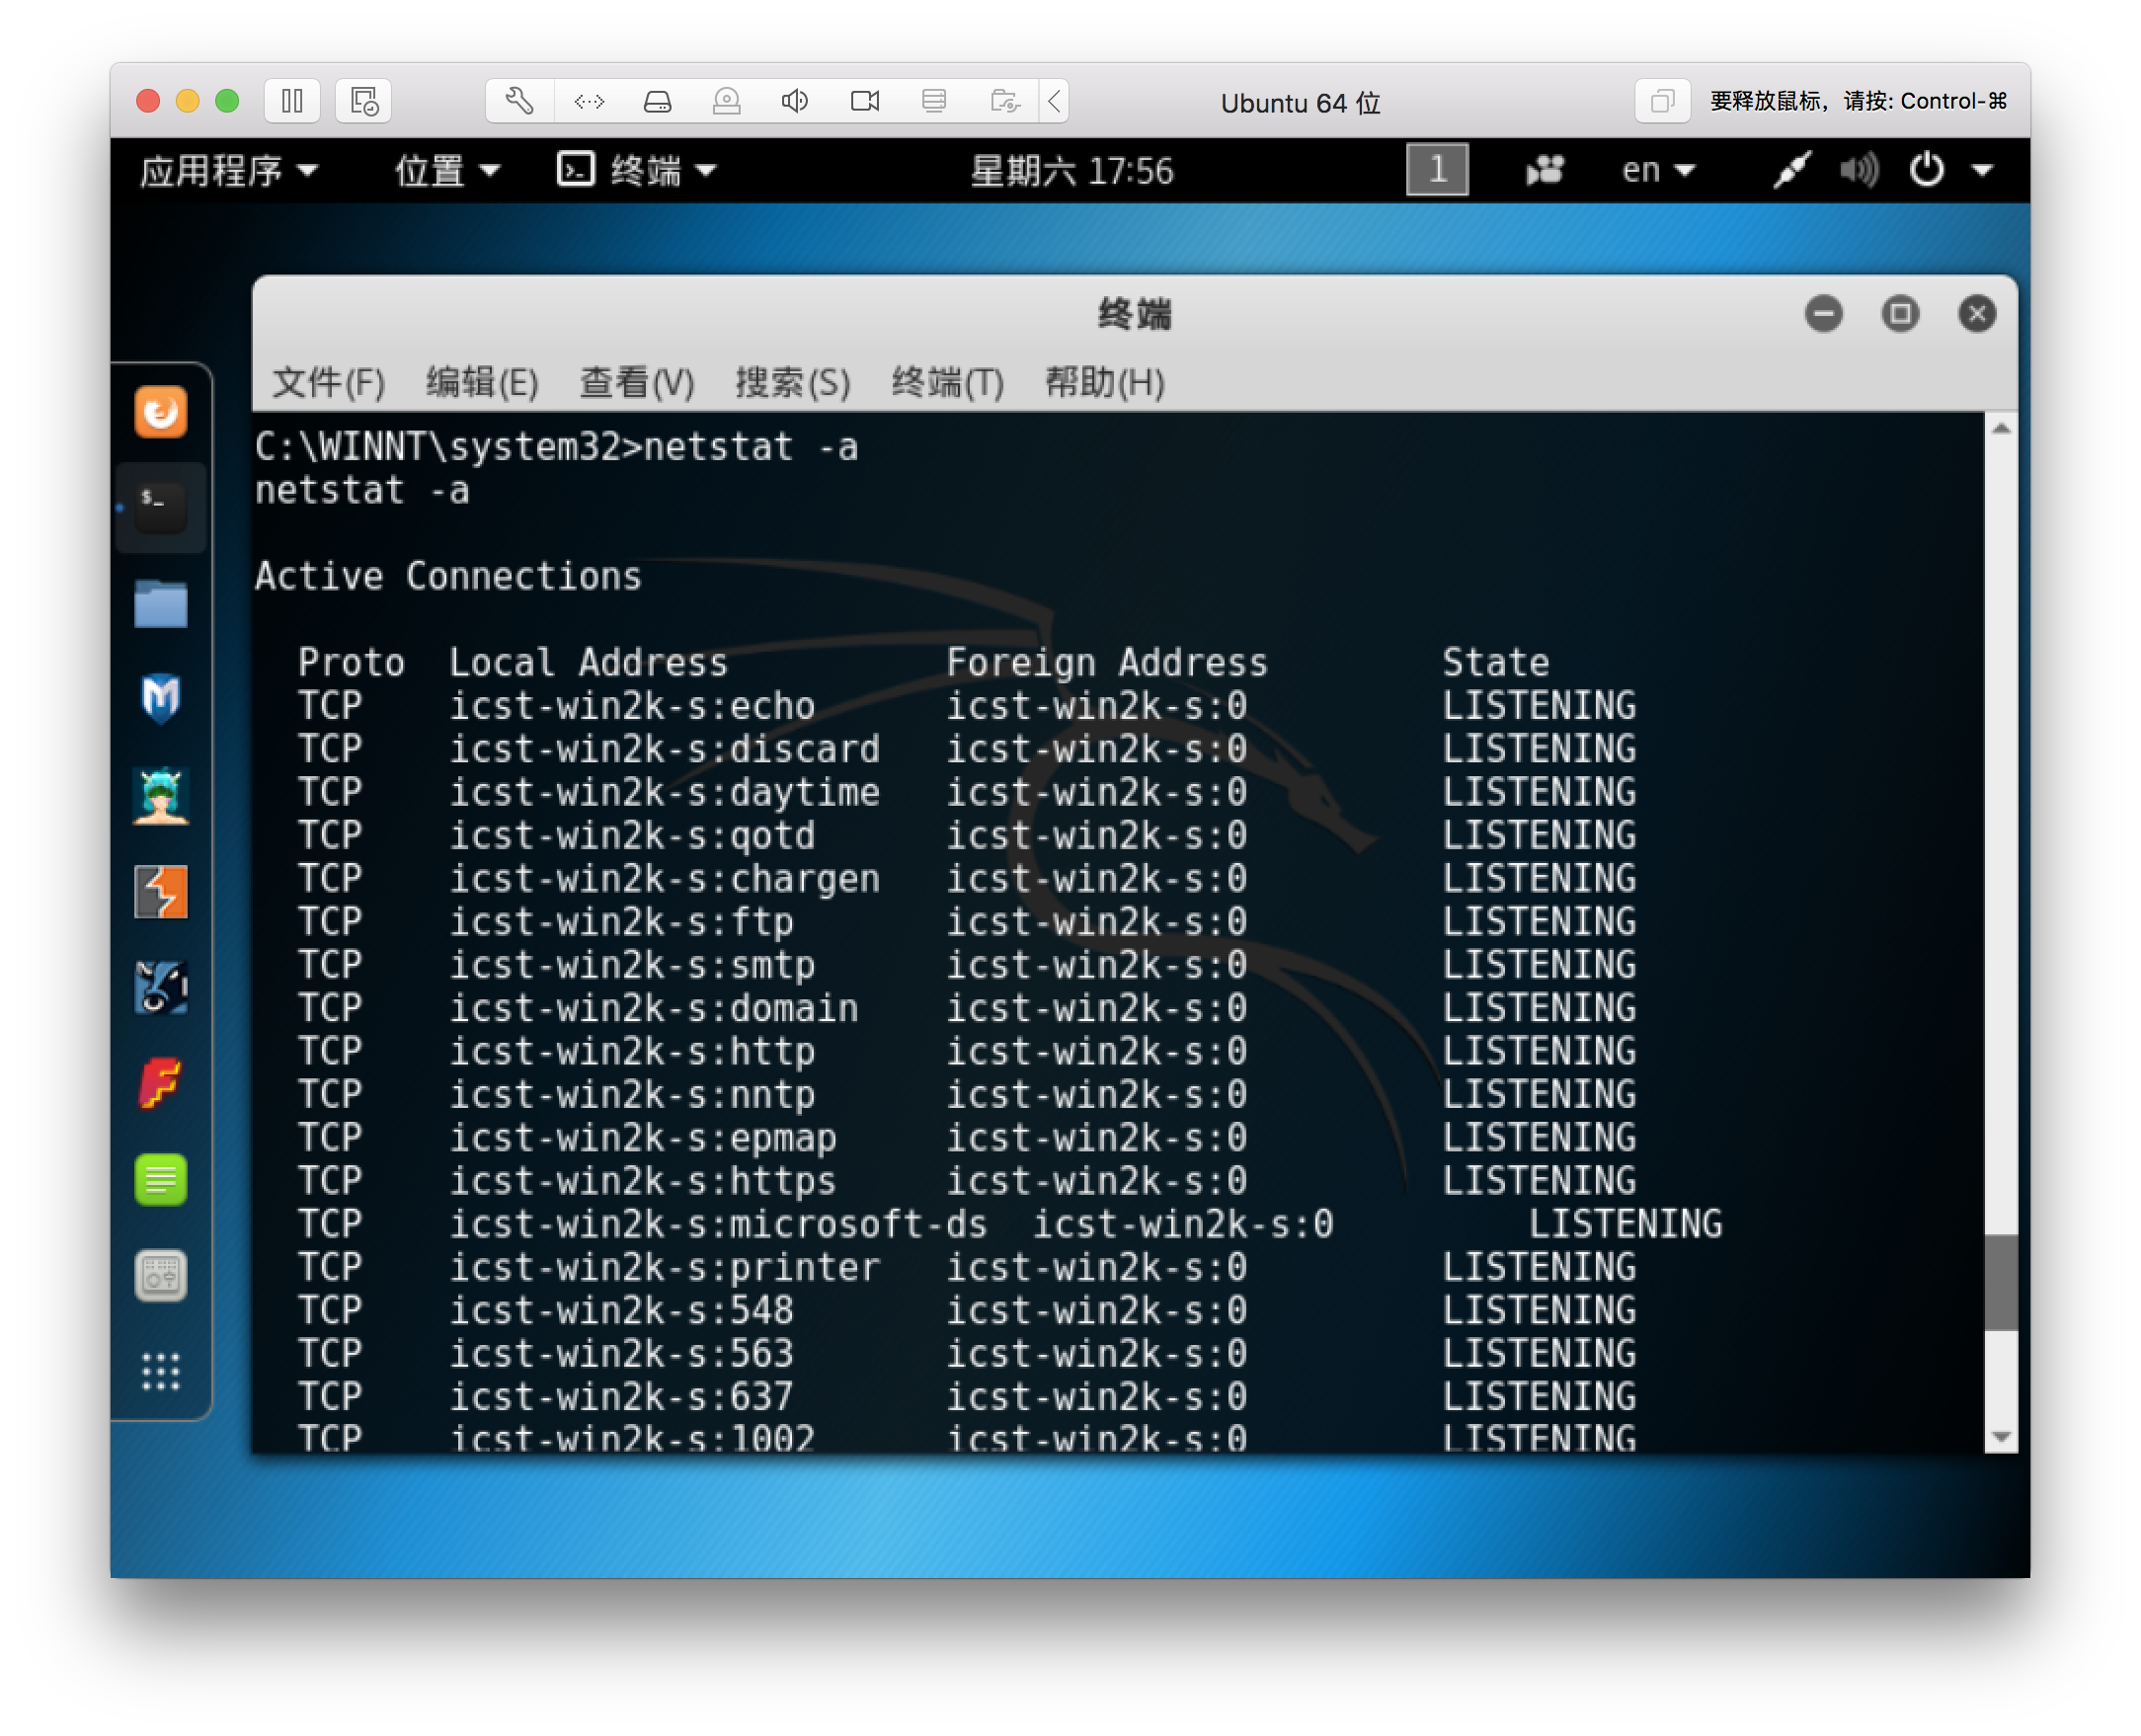 Ubuntu 64 位
要释放鼠标，请按: Control-⌘
应用程序 位置 终端 星期六 17:56 1 en
终端
文件(F) 编辑(E) 查看(V) 搜索(S) 终端(T) 帮助(H)
C:\WINNT\system32>netstat -a
netstat -a
Active Connections
Proto Local Address Foreign Address State
TCP icst-win2k-s:echo icst-win2k-s:0 LISTENING
TCP icst-win2k-s:discard icst-win2k-s:0 LISTENING
TCP icst-win2k-s:daytime icst-win2k-s:0 LISTENING
TCP icst-win2k-s:qotd icst-win2k-s:0 LISTENING
TCP icst-win2k-s:chargen icst-win2k-s:0 LISTENING
TCP icst-win2k-s:ftp icst-win2k-s:0 LISTENING
TCP icst-win2k-s:smtp icst-win2k-s:0 LISTENING
TCP icst-win2k-s:domain icst-win2k-s:0 LISTENING
TCP icst-win2k-s:http icst-win2k-s:0 LISTENING
TCP icst-win2k-s:nntp icst-win2k-s:0 LISTENING
TCP icst-win2k-s:epmap icst-win2k-s:0 LISTENING
TCP icst-win2k-s:https icst-win2k-s:0 LISTENING
TCP icst-win2k-s:microsoft-ds icst-win2k-s:0 LISTENING
TCP icst-win2k-s:printer icst-win2k-s:0 LISTENING
TCP icst-win2k-s:548 icst-win2k-s:0 LISTENING
TCP icst-win2k-s:563 icst-win2k-s:0 LISTENING
TCP icst-win2k-s:637 icst-win2k-s:0 LISTENING
TCP icst-win2k-s:1002 icst-win2k-s:0 LISTENING